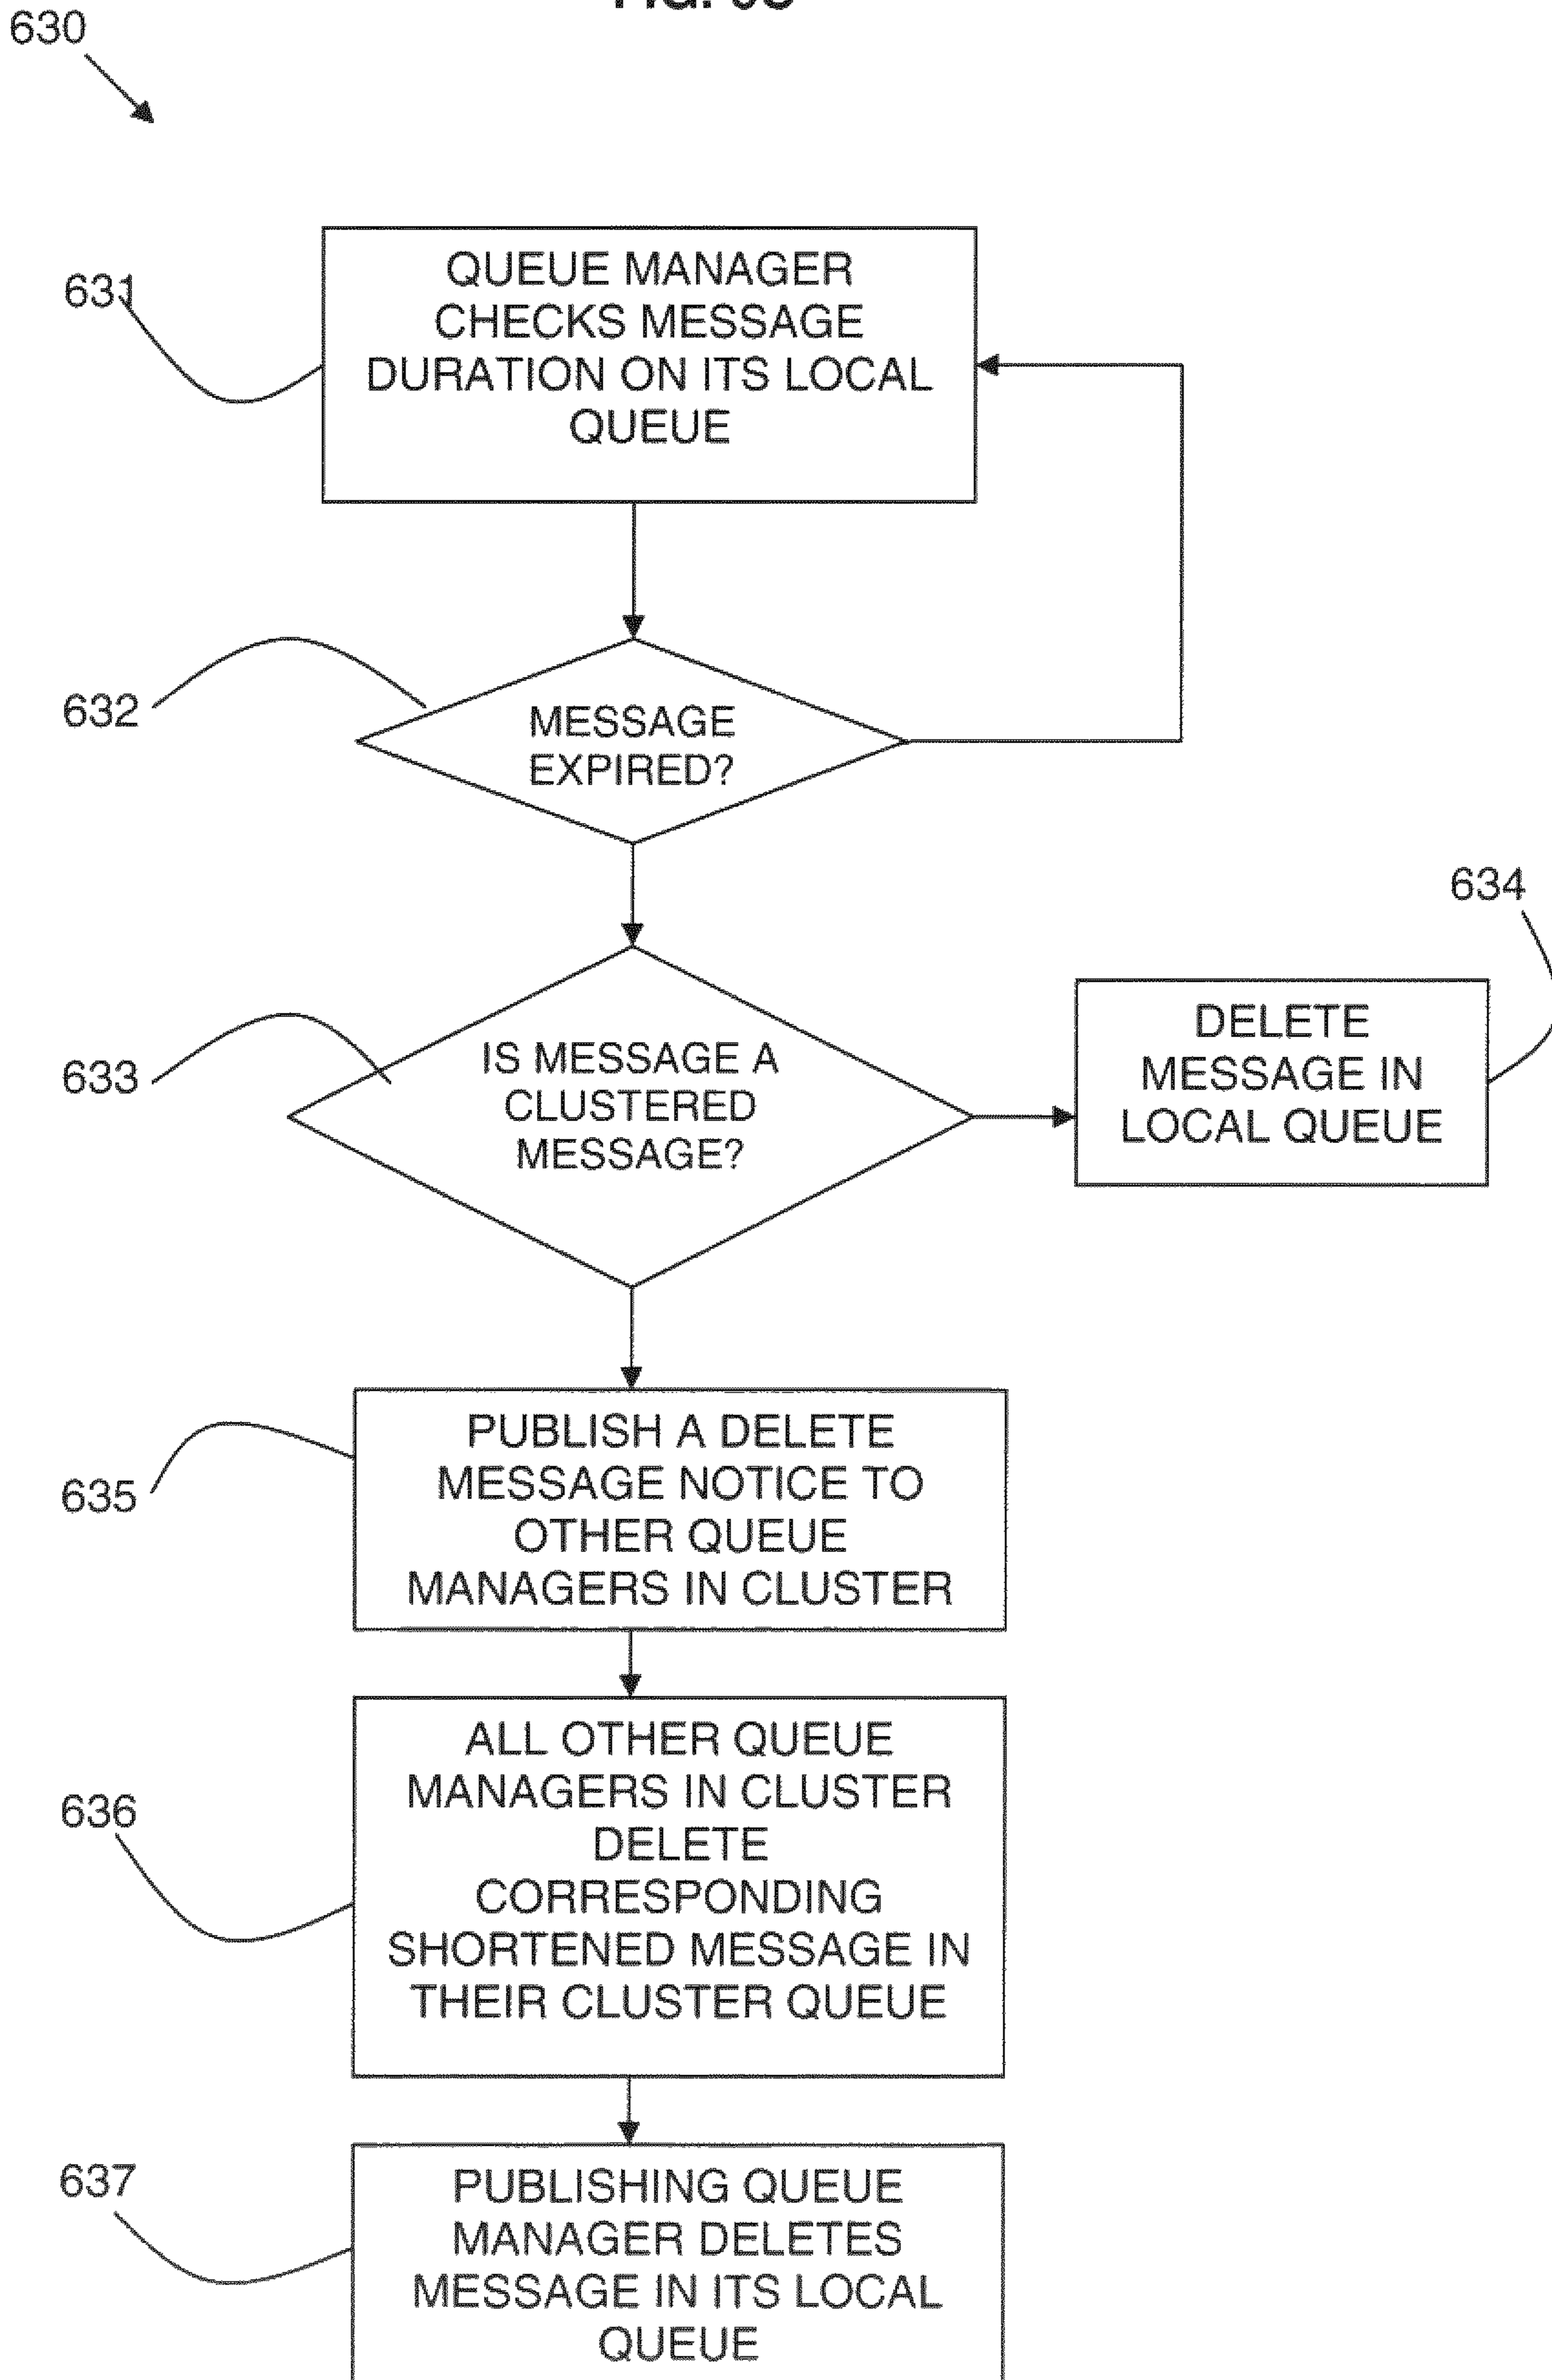 630
631
QUEUE MANAGER
CHECKS MESSAGE
DURATION ON ITS LOCAL
QUEUE
632
MESSAGE
EXPIRED?
634
633
IS MESSAGE A
CLUSTERED
MESSAGE?
DELETE
MESSAGE IN
LOCAL QUEUE
635
PUBLISH A DELETE
MESSAGE NOTICE TO
OTHER QUEUE
MANAGERS IN CLUSTER
636
ALL OTHER QUEUE
MANAGERS IN CLUSTER
DELETE
CORRESPONDING
SHORTENED MESSAGE IN
THEIR CLUSTER QUEUE
637
PUBLISHING QUEUE
MANAGER DELETES
MESSAGE IN ITS LOCAL
QUEUE